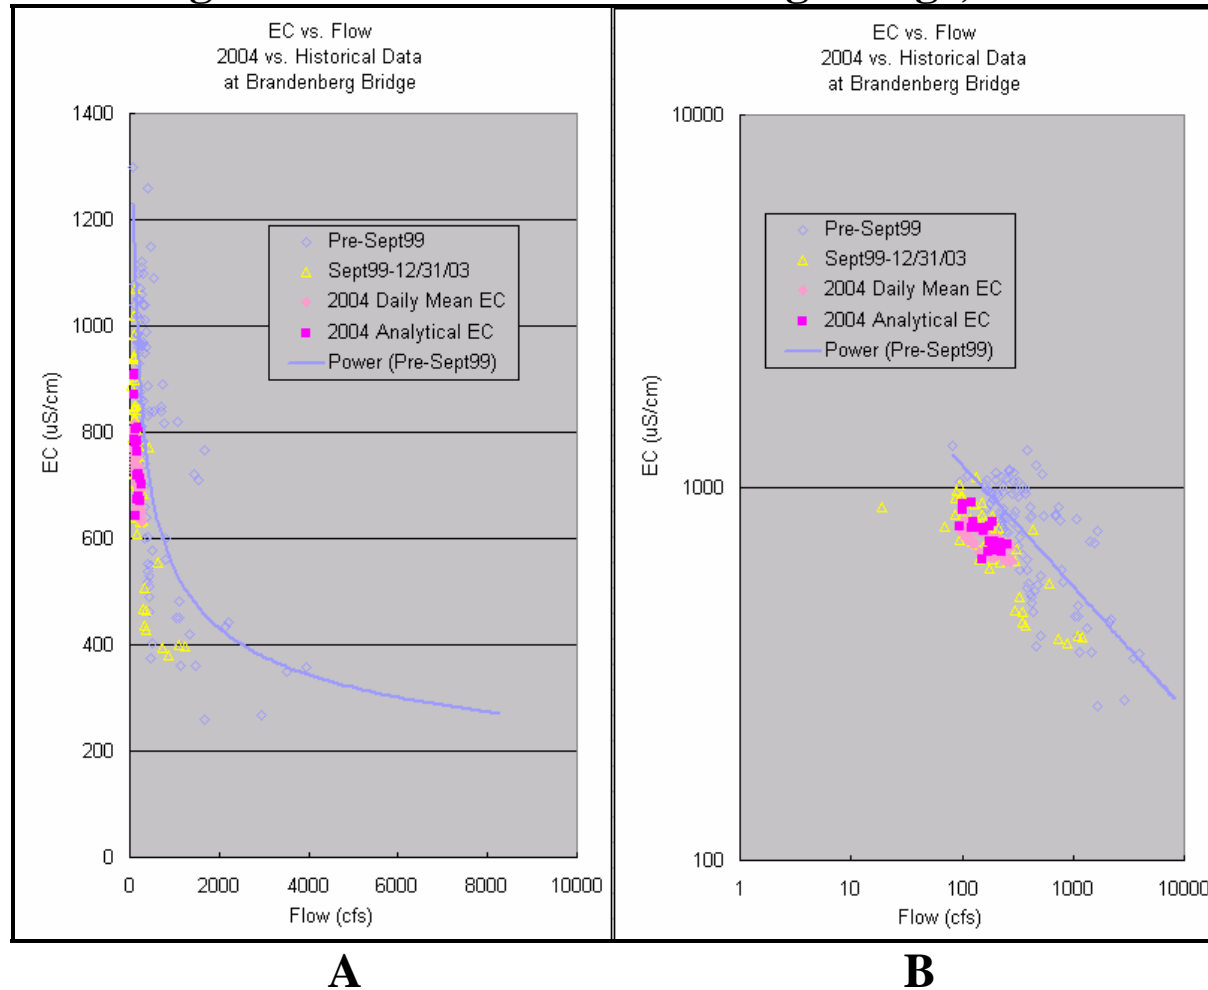 EC vs. Flow
2004 vs. Historical Data
at Brandenberg Bridge
1400
1200
1000
800
600
400
200
0
EC (uS/cm)
Pre-Sept99
Sept99-12/31/03
2004 Daily Mean EC
2004 Analytical EC
Power (Pre-Sept99)
0 2000 4000 6000 8000 10000
Flow (cfs)
A
EC vs. Flow
2004 vs. Historical Data
at Brandenberg Bridge
10000
1000
100
EC (uS/cm)
Pre-Sept99
Sept99-12/31/03
2004 Daily Mean EC
2004 Analytical EC
Power (Pre-Sept99)
1 10 100 1000 10000
Flow (cfs)
B